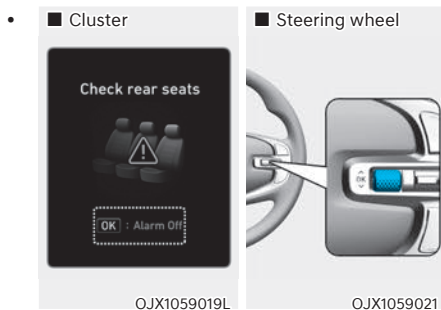 • ■ Cluster
■ Steering wheel
Check rear seats
OK : Alarm Off
OK
OJX1059019L
OJX1059021